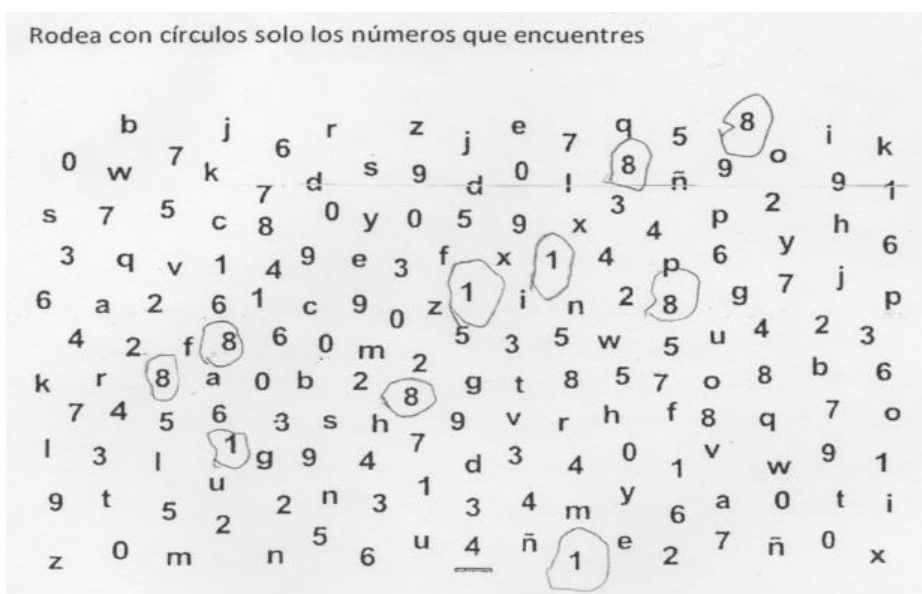 Rodea con círculos solo los números que encuentres
b j r z j e 7 q 5 8 i k
0 w 7 k 6 d s 9 d 0 ! 8 ñ 9 o 9 1
s 7 5 c 7 8 0 y 0 5 9 x 3 4 p 2 h 6
3 q v 1 4 9 e 3 f x 1 4 p 6 y j
6 a 2 6 1 c 9 0 z 1 i n 2 8 g 7 p
4 2 f 8 6 0 m 2 5 3 5 w 5 u 4 2 3
k r 8 a 0 b 2 8 g t 8 5 7 o 8 b 6
7 4 5 6 3 s h 9 v r h f 8 q 7 o
l 3 l 1 g 9 4 7 d 3 4 0 1 v w 9 1
9 t 5 u 2 2 n 3 1 3 4 m y 6 a 0 t i
z 0 m n 5 6 u 4 ñ 1 e 2 7 ñ 0 x